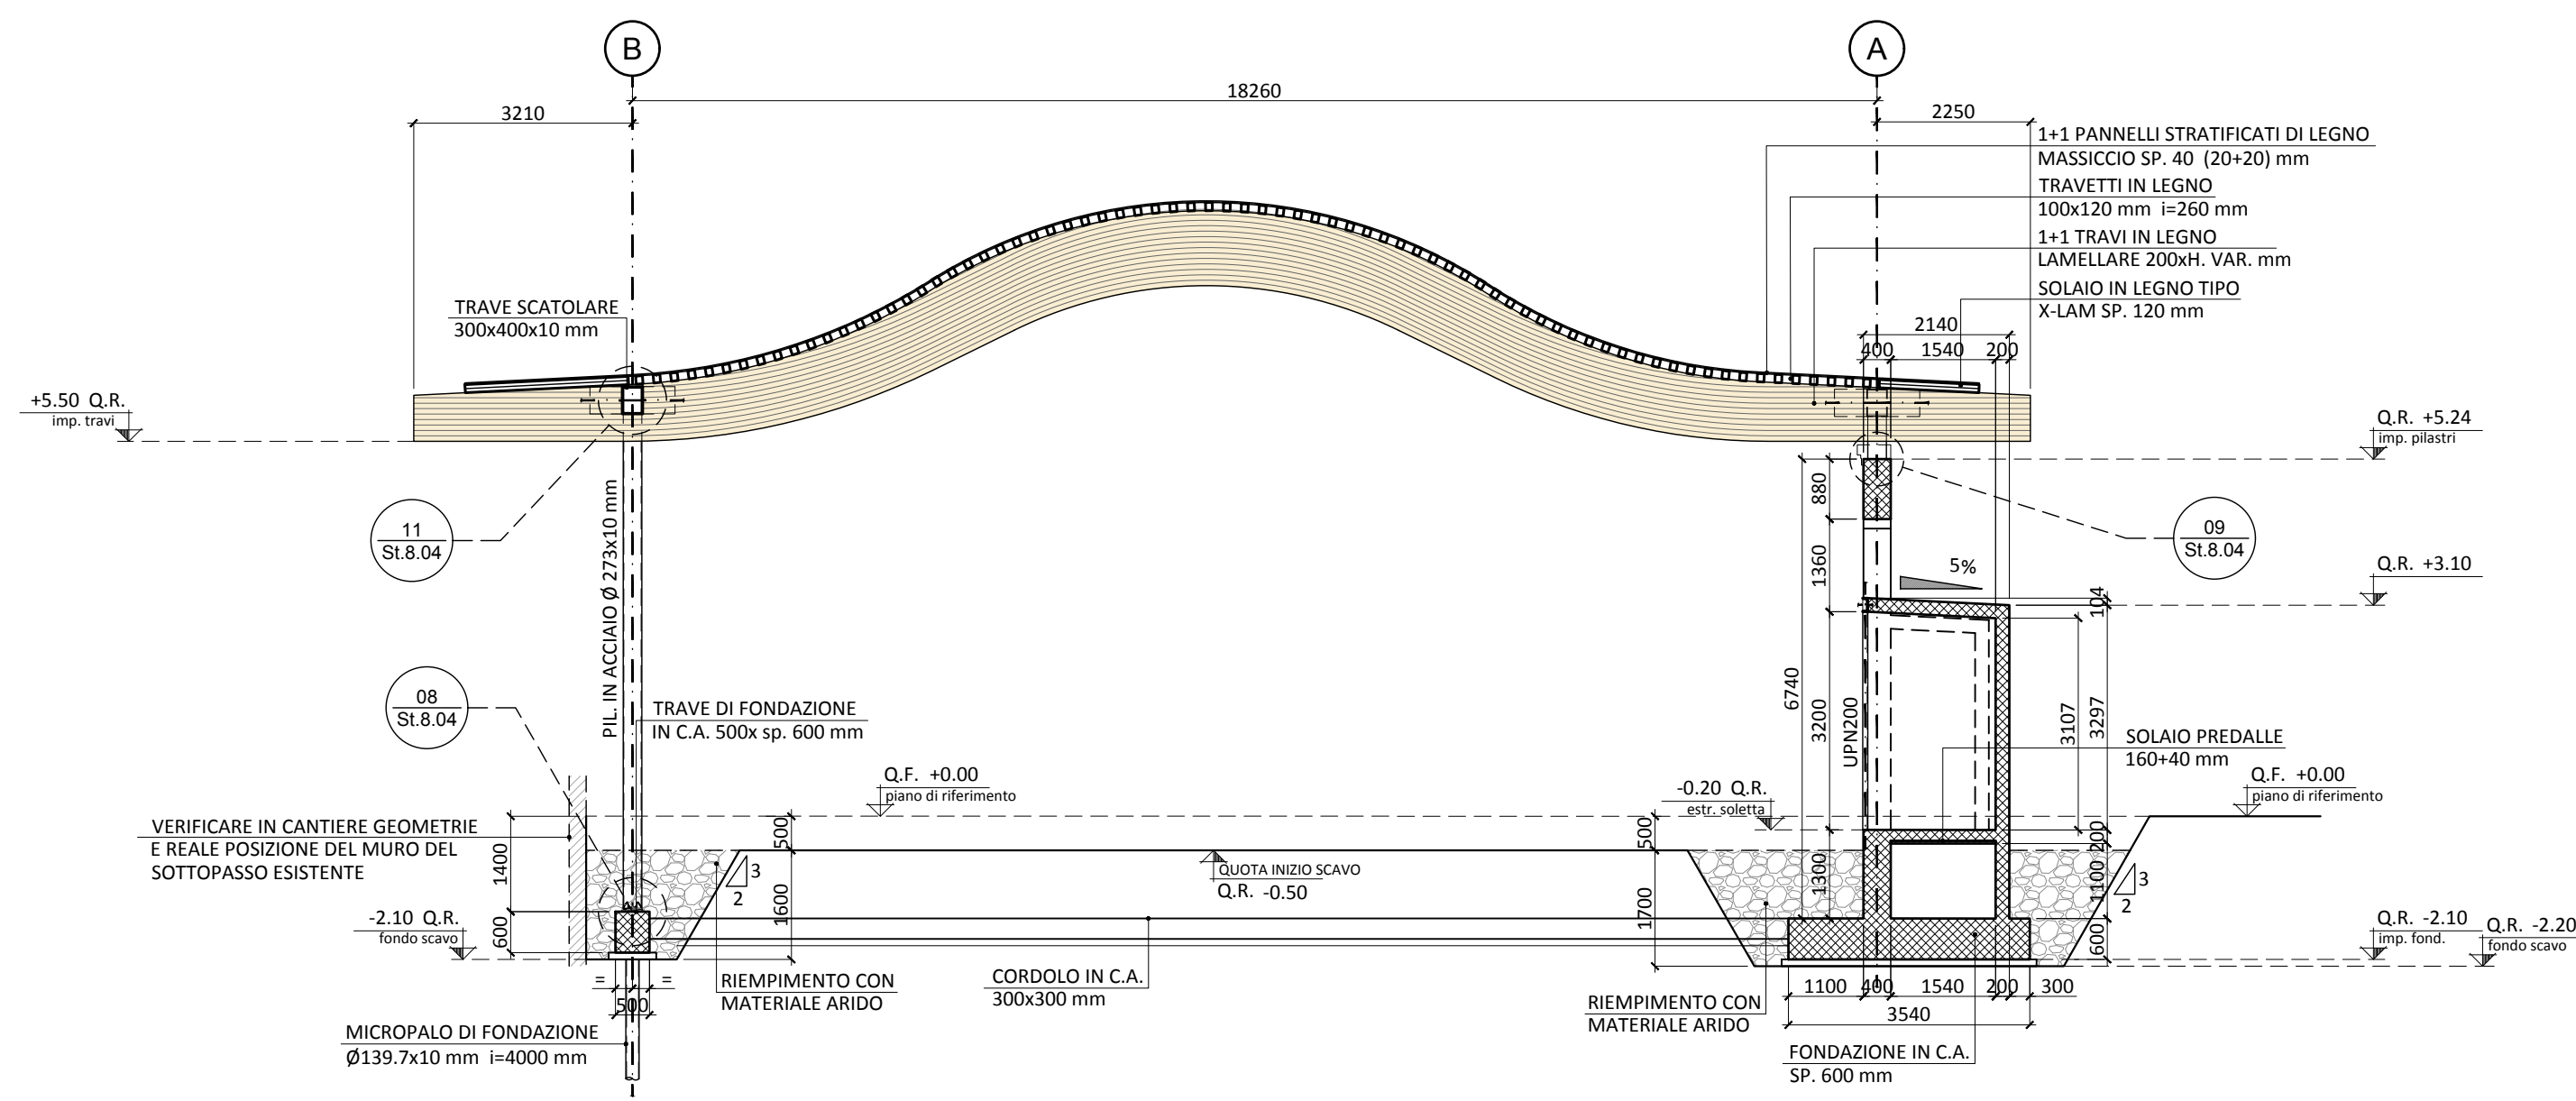 B
A
18260
3210
2250
1+1 PANNELLI STRATIFICATI DI LEGNO
MASSICCIO SP. 40 (20+20) mm
TRAVETTI IN LEGNO
100x120 mm i=260 mm
1+1 TRAVI IN LEGNO
LAMELLARE 200xH. VAR. mm
SOLAIO IN LEGNO TIPO
X-LAM SP. 120 mm
TRAVE SCATOLARE
300x400x10 mm
2140
400 1540 200
+5.50 Q.R.
imp. travi
Q.R. +5.24
imp. pilastri
PIL. IN ACCIAIO Ø 273x10 mm
880
1360
11
St.8.04
09
St.8.04
5%
Q.R. +3.10
104
6740
3200
UPN200
3107
3297
08
St.8.04
TRAVE DI FONDAZIONE
IN C.A. 500x sp. 600 mm
SOLAIO PREDALLE
160+40 mm
Q.F. +0.00
piano di riferimento
-0.20 Q.R.
estr. soletta
Q.F. +0.00
piano di riferimento
VERIFICARE IN CANTIERE GEOMETRIE
E REALE POSIZIONE DEL MURO DEL
SOTTOPASSO ESISTENTE
1400
500
500
200
3
2
QUOTA INIZIO SCAVO
Q.R. -0.50
1600
1700
1300
1100
3
2
-2.10 Q.R.
fondo scavo
600
600
Q.R. -2.10
imp. fond.
Q.R. -2.20
fondo scavo
= =
500
RIEMPIMENTO CON
MATERIALE ARIDO
CORDOLO IN C.A.
300x300 mm
RIEMPIMENTO CON
MATERIALE ARIDO
1100 400 1540 200 300
3540
MICROPALO DI FONDAZIONE
Ø139.7x10 mm i=4000 mm
FONDAZIONE IN C.A.
SP. 600 mm